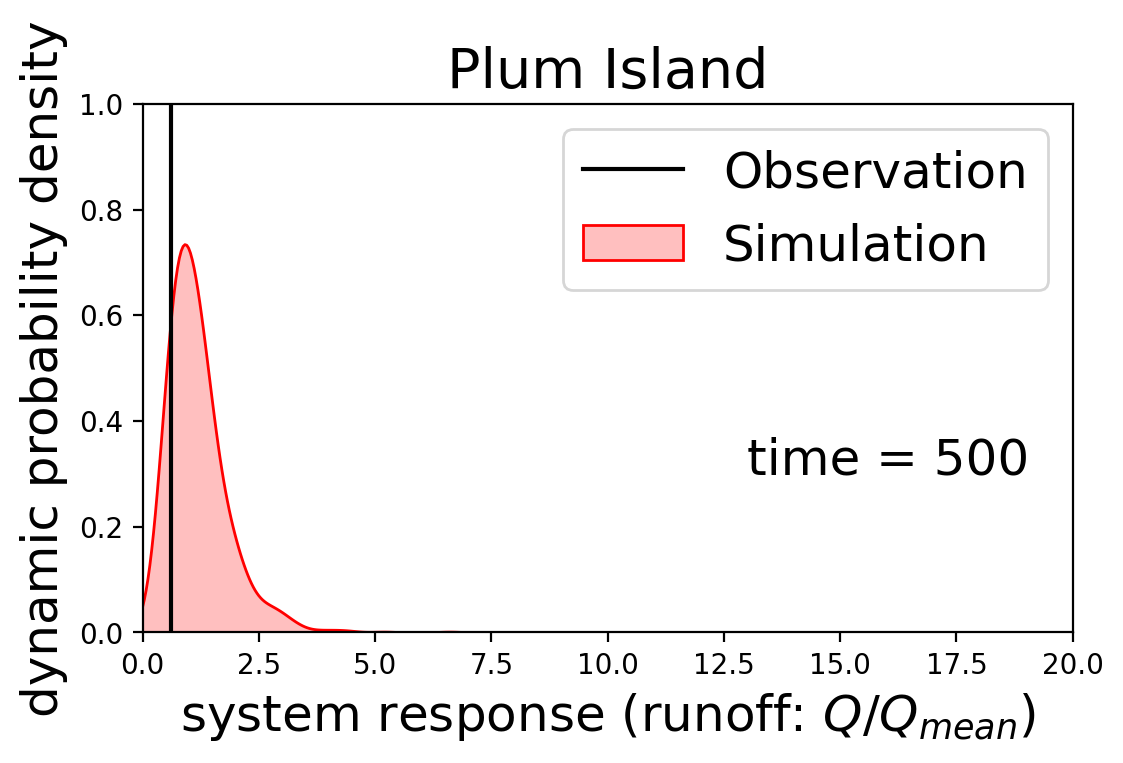 Plum Island
dynamic probability density
1.0
0.8
0.6
0.4
0.2
0.0
Observation
Simulation
time = 500
0.0 2.5 5.0 7.5 10.0 12.5 15.0 17.5 20.0
system response (runoff: Q/Qmean)